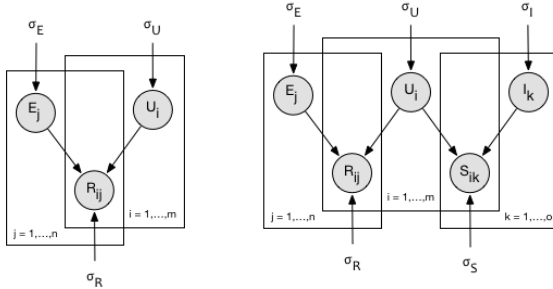 σE σU
Ej Ui
Rij
j = 1,...,n i = 1,...,m
σR
σE σU σI
Ej Ui Ik
Rij Sik
j = 1,...,n i = 1,...,m k = 1,...,o
σR σS